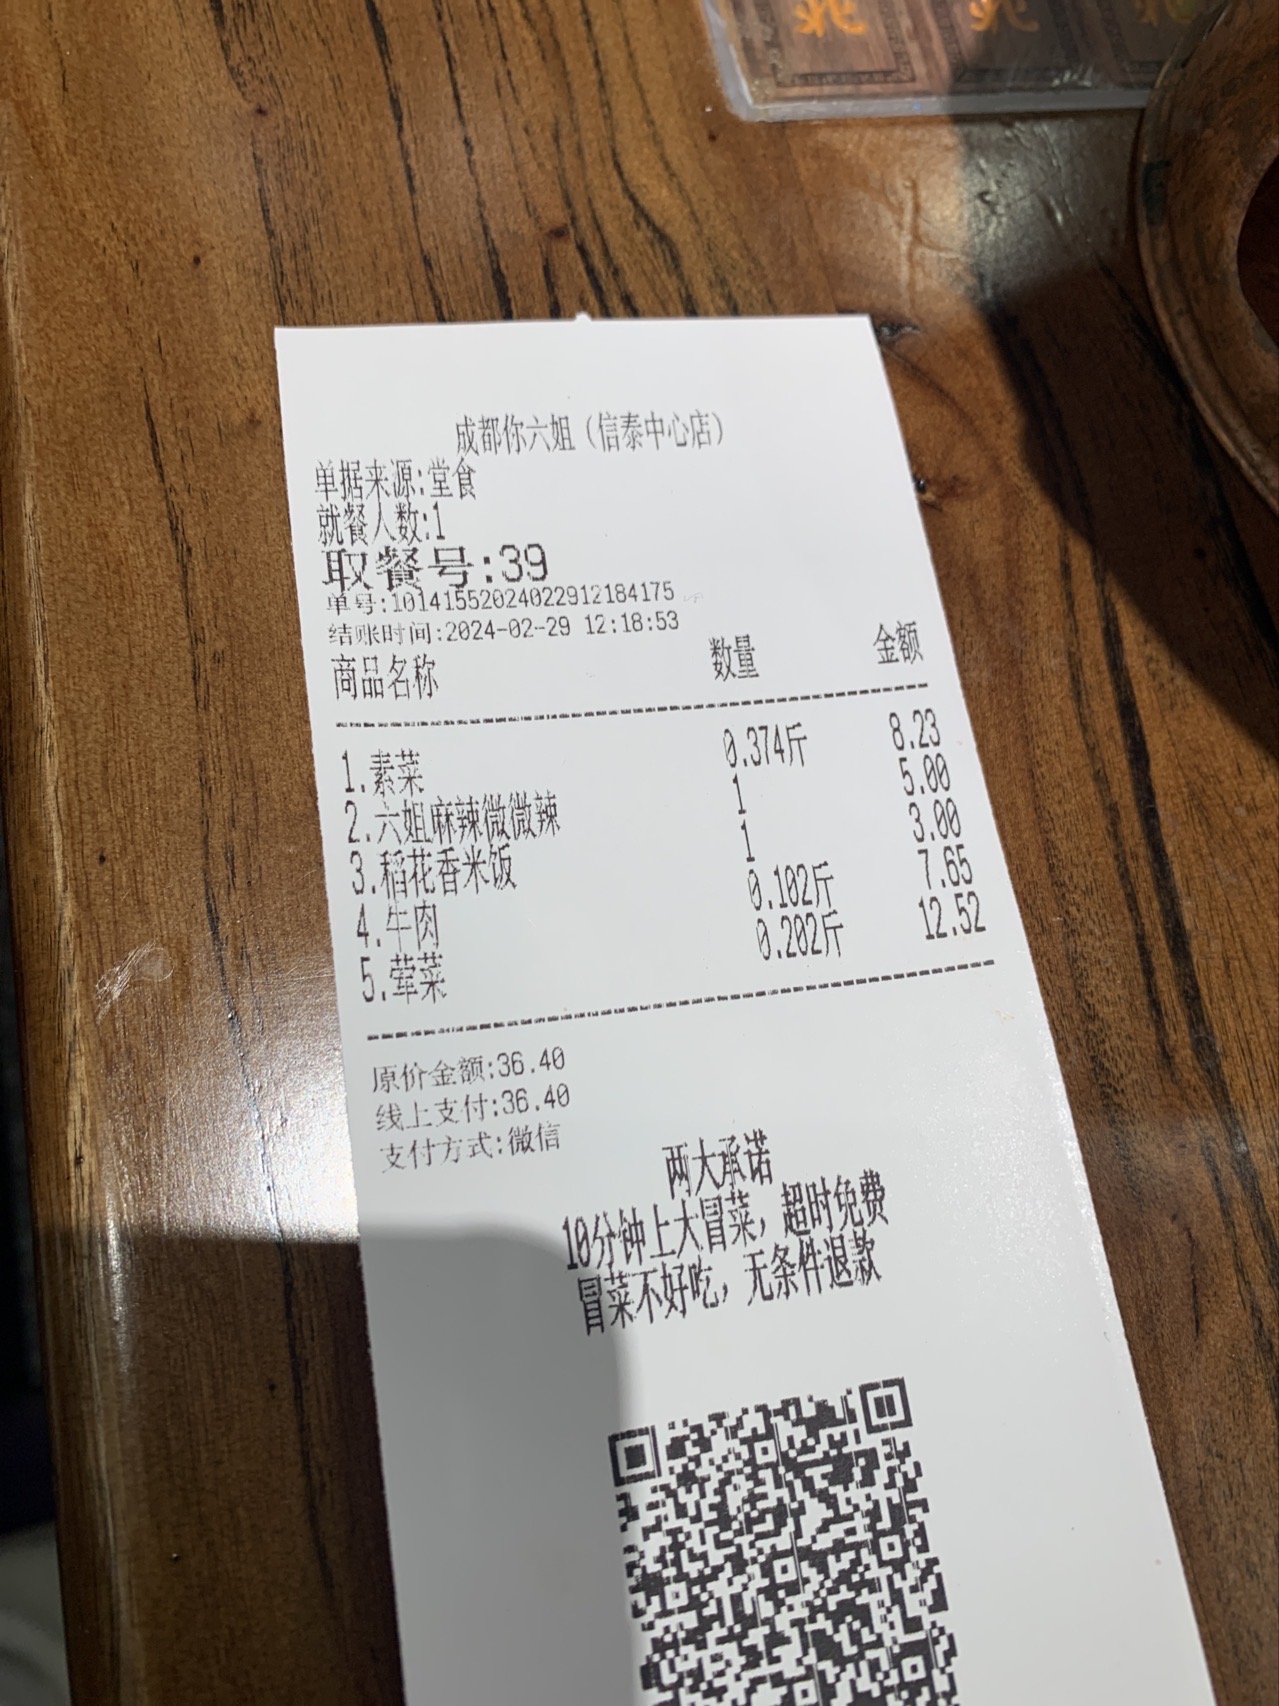 成都你六姐（信泰中心店）
单据来源:堂食
就餐人数:1
取餐号:39
单号:10141552024022912184175
结账时间:2024-02-29 12:18:53
商品名称 数量 金额
1.素菜 0.374斤 8.23
2.六姐麻辣微微辣 1 5.00
3.稻花香米饭 1 3.00
4.牛肉 0.102斤 7.65
5.荤菜 0.202斤 12.52
原价金额:36.40
线上支付:36.40
支付方式:微信
两大承诺
10分钟上大冒菜，超时免费
冒菜不好吃，无条件退款